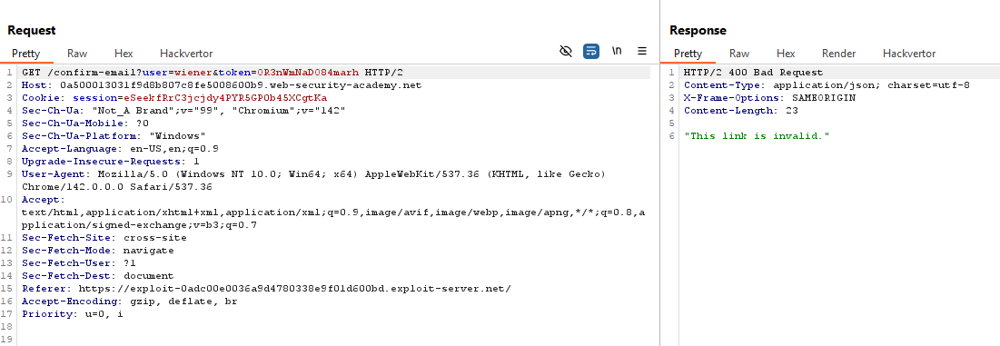 Request
Pretty Raw Hex Hackvertor \n
1 GET /confirm-email?user=wiener&token=0R3nWmNaD084marh HTTP/2
2 Host: 0a5000130311f9d8b807c8fe5008600b9.web-security-academy.net
3 Cookie: session=eSeekfRrC3jcjdy4PYR5GP0b45XCgtKa
4 Sec-Ch-Ua: "Not_A Brand";v="99", "Chromium";v="142"
5 Sec-Ch-Ua-Mobile: ?0
6 Sec-Ch-Ua-Platform: "Windows"
7 Accept-Language: en-US,en;q=0.9
8 Upgrade-Insecure-Requests: 1
9 User-Agent: Mozilla/5.0 (Windows NT 10.0; Win64; x64) AppleWebKit/537.36 (KHTML, like Gecko)
Chrome/142.0.0.0 Safari/537.36
10 Accept:
text/html,application/xhtml+xml,application/xml;q=0.9,image/avif,image/webp,image/apng,*/*;q=0.8,a
pplication/signed-exchange;v=b3;q=0.7
11 Sec-Fetch-Site: cross-site
12 Sec-Fetch-Mode: navigate
13 Sec-Fetch-User: ?1
14 Sec-Fetch-Dest: document
15 Referer: https://exploit-0adc00e0036a9d4780338e9f01d600bd.exploit-server.net/
16 Accept-Encoding: gzip, deflate, br
17 Priority: u=0, i
18
19
Response
Pretty Raw Hex Render Hackvertor
1 HTTP/2 400 Bad Request
2 Content-Type: application/json; charset=utf-8
3 X-Frame-Options: SAMEORIGIN
4 Content-Length: 23
5
6 "This link is invalid."